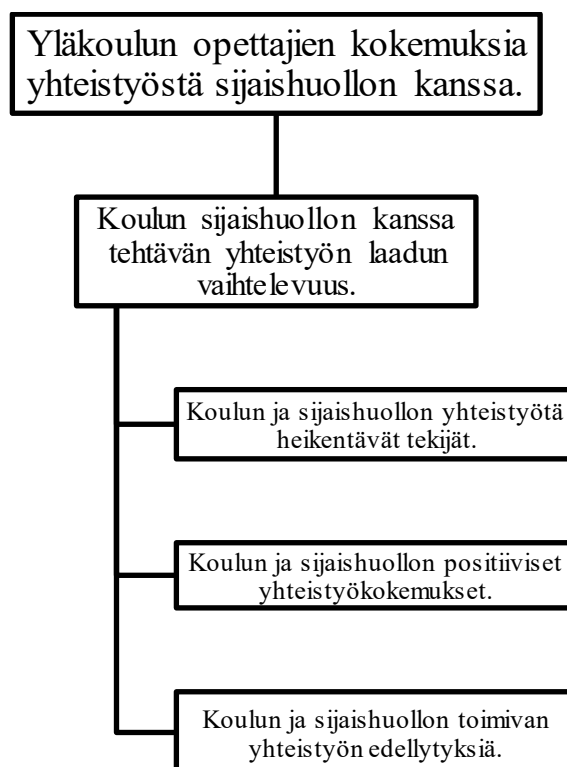 Yläkoulun opettajien kokemuksia
yhteistyöstä sijaishuollon kanssa.
Koulun sijaishuollon kanssa
tehtävän yhteistyön laadun
vaihtelevuus.
Koulun ja sijaishuollon yhteistyötä
heikentävät tekijät.
Koulun ja sijaishuollon positiiviset
yhteistyökokemukset.
Koulun ja sijaishuollon toimivan
yhteistyön edellytyksiä.